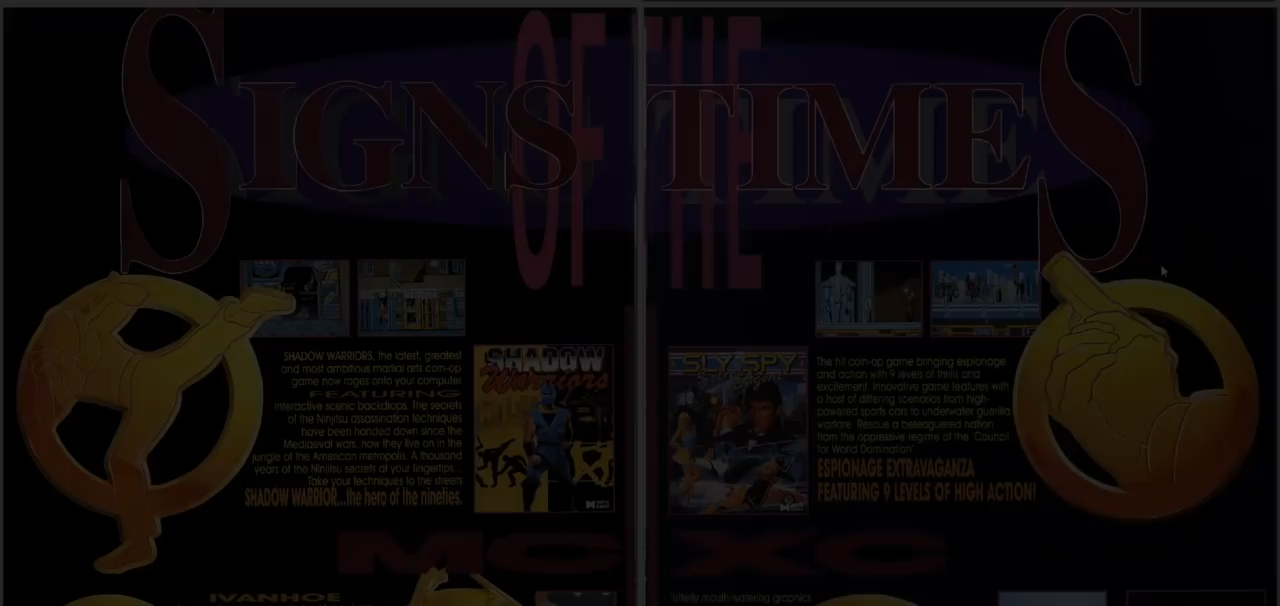 SIGNS
OF THE
TIMES
SHADOW WARRIORS, the latest, greatest
and most ambitious martial arts coin-op
game now rages onto your computer
FEATURING
interactive scenic backdrops. The secrets
of the Ninjitsu assassination techniques
have been handed down since the
Mediaeval wars, now they live on in the
jungle of the American metropolis. A thousand
years of the Ninjitsu secrets at your fingertips...
Take your techniques to the streets
SHADOW WARRIOR...the hero of the nineties.
SHADOW
Warriors
SLY SPY
The hit coin-op game bringing espionage
and action with 9 levels of thrills and
excitement. Innovative game features with
a host of differing scenarios from high-
powered sports cars to underwater guerilla
warfare. Rescue a beleaguered nation
from the oppressive regime of the 'Council
for World Domination'
ESPIONAGE EXTRAVAGANZA
FEATURING 9 LEVELS OF HIGH ACTION!
MCXC
IVANHOE
"Utterly mouth-watering graphics